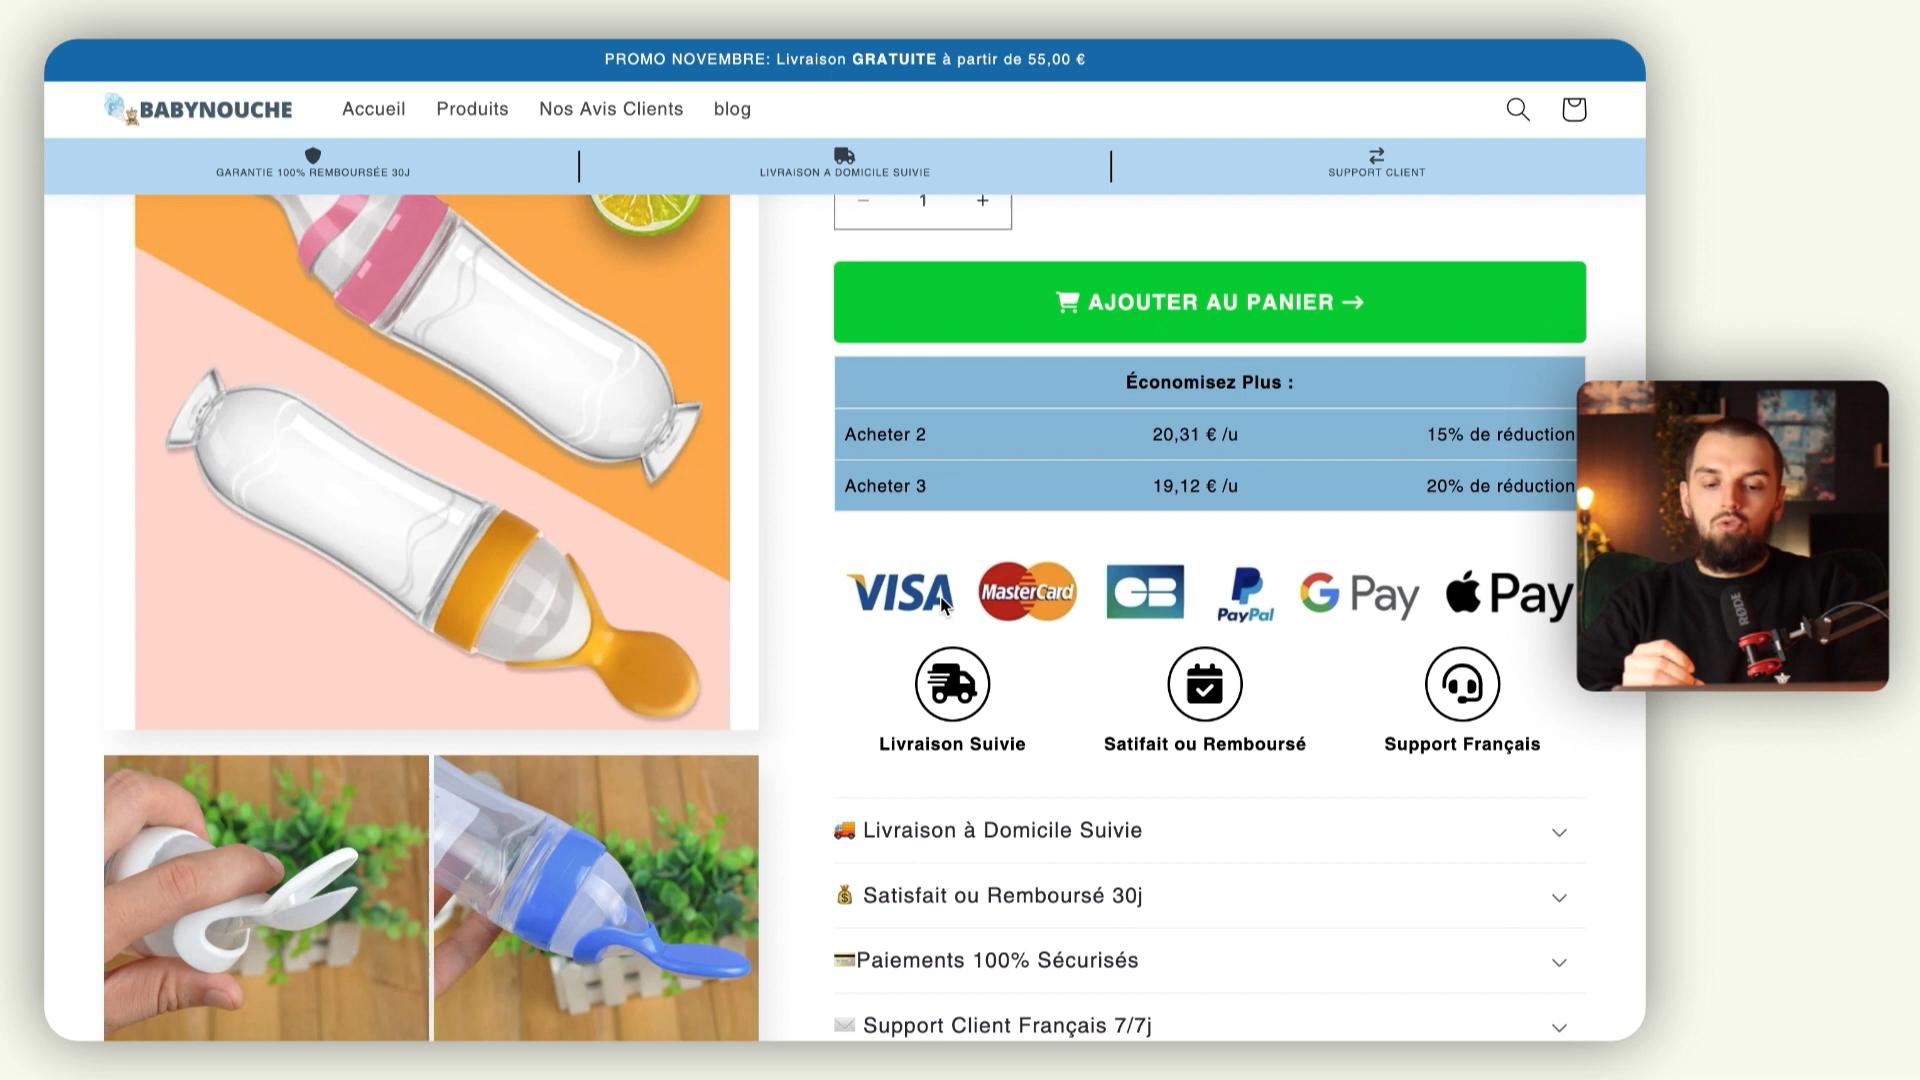 PROMO NOVEMBRE: Livraison GRATUITE à partir de 55,00 €
BABYNOUCHE
Accueil
Produits
Nos Avis Clients
blog
GARANTIE 100% REMBOURSÉE 30J
LIVRAISON A DOMICILE SUIVIE
SUPPORT CLIENT
− 1 +
AJOUTER AU PANIER →
Économisez Plus :
Acheter 2 20,31 € /u 15% de réduction
Acheter 3 19,12 € /u 20% de réduction
VISA MasterCard CB PayPal G Pay Pay
Livraison Suivie
Satifait ou Remboursé
Support Français
Livraison à Domicile Suivie
Satisfait ou Remboursé 30j
Paiements 100% Sécurisés
Support Client Français 7/7j
RØDE